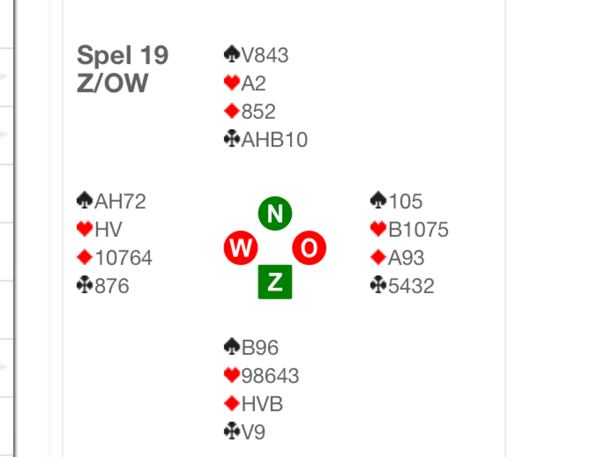 Spel 19
Z/OW
♠V843
♥A2
♦852
♣AHB10
♠AH72
♥HV
♦10764
♣876
N
W
O
Z
♠105
♥B1075
♦A93
♣5432
♠B96
♥98643
♦HVB
♣V9